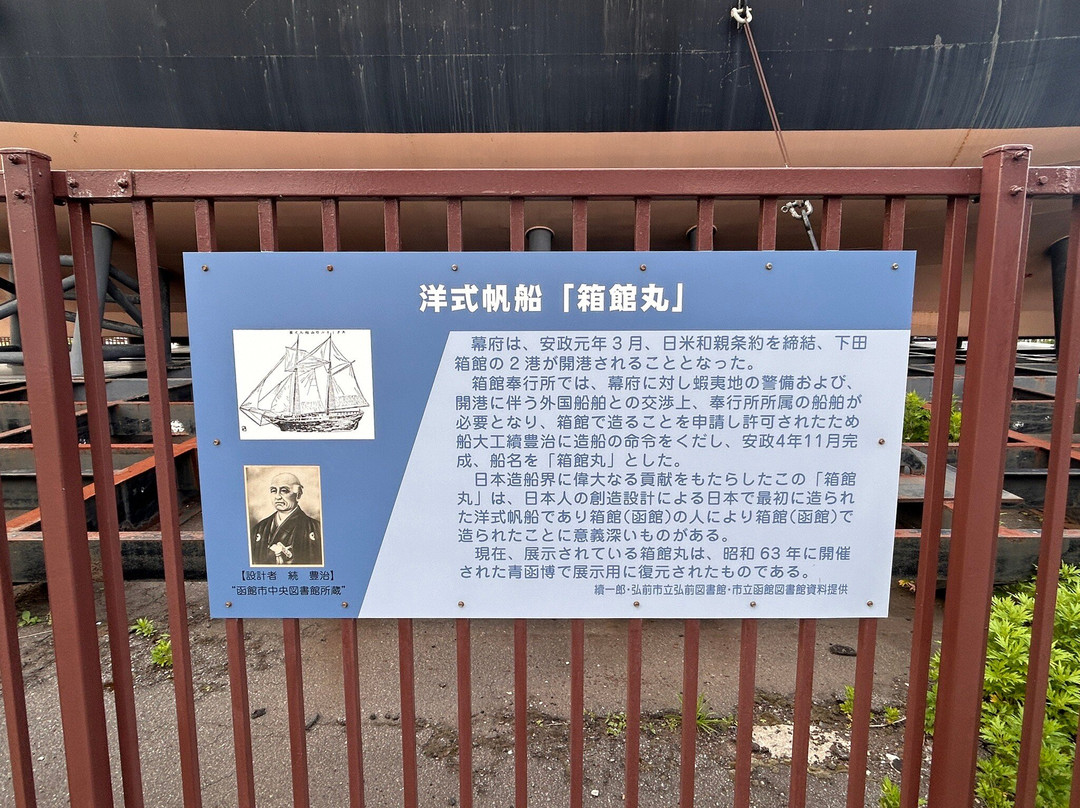 洋式帆船「箱館丸」
幕府は、安政元年３月、日米和親条約を締結、下田
箱館の２港が開港されることとなった。
箱館奉行所では、幕府に対し蝦夷地の警備および、
開港に伴う外国船舶との交渉上、奉行所所属の船舶が
必要となり、箱館で造ることを申請し許可されたため
船大工續豊治に造船の命令をくだし、安政4年11月完
成、船名を「箱館丸」とした。
日本造船界に偉大なる貢献をもたらしたこの「箱館
丸」は、日本人の創造設計による日本で最初に造られ
た洋式帆船であり箱館(函館)の人により箱館(函館)で
造られたことに意義深いものがある。
現在、展示されている箱館丸は、昭和63年に開催
された青函博で展示用に復元されたものである。
續一郎・弘前市立弘前図書館・市立函館図書館資料提供
【設計者　続　豊治】
“函館市中央図書館所蔵”